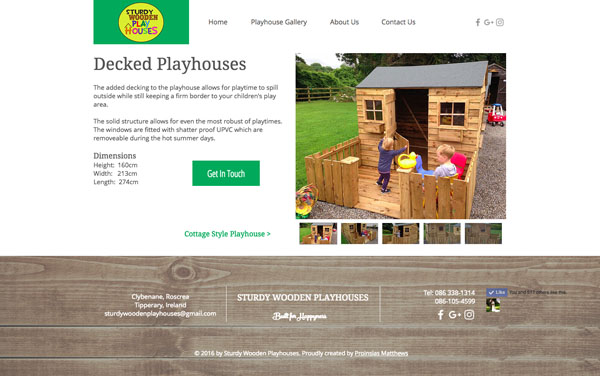 STURDY
WOODEN
PLAY
HOUSES
Home Playhouse Gallery About Us Contact Us
Decked Playhouses
The added decking to the playhouse allows for playtime to spill
outside while still keeping a firm border to your children's play
area.
The solid structure allows for even the most robust of playtimes.
The windows are fitted with shatter proof UPVC which are
removeable during the hot summer days.
Dimensions
Height: 160cm
Width: 213cm
Length: 274cm
Get In Touch
Cottage Style Playhouse >
Clybenane, Roscrea
Tipperary, Ireland
sturdywoodenplayhouses@gmail.com
STURDY WOODEN PLAYHOUSES
Built for Happyness
Tel: 086 338-1314
086-105-4599
Like
© 2016 by Sturdy Wooden Playhouses. Proudly created by Proinsias Matthews